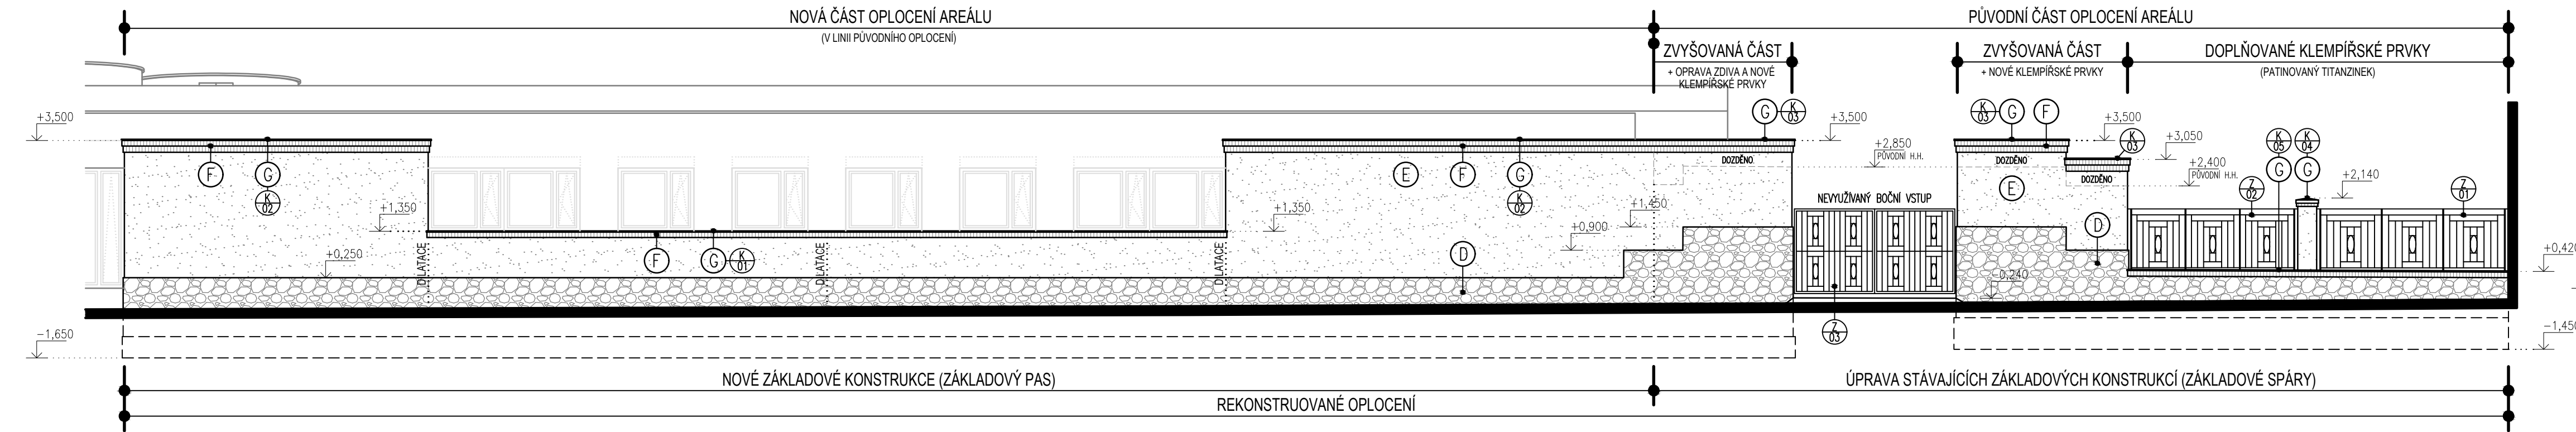 NOVÁ ČÁST OPLOCENÍ AREÁLU
(V LINII PŮVODNÍHO OPLOCENÍ)
PŮVODNÍ ČÁST OPLOCENÍ AREÁLU
ZVYŠOVANÁ ČÁST
+ OPRAVA ZDIVA A NOVÉ
KLEMPÍŘSKÉ PRVKY
ZVYŠOVANÁ ČÁST
+ NOVÉ KLEMPÍŘSKÉ PRVKY
DOPLŇOVANÉ KLEMPÍŘSKÉ PRVKY
(PATINOVANÝ TITANZINEK)
+3,500
G
K
03
+3,500
K
03
G
F
+3,500
K
03
+3,050
K
05
K
04
+2,850
PŮVODNÍ H.H.
+2,400
PŮVODNÍ H.H.
+2,140
F
G
K
02
E
F
G
K
02
DOZDĚNO
DOZDĚNO
DOZDĚNO
E
G
G
Z
02
Z
01
NEVYUŽÍVANÝ BOČNÍ VSTUP
+1,350
+1,350
+1,450
+0,900
D
D
+0,250
DILATACE
F
G
K
01
DILATACE
-0,240
+0,420
-1,650
Z
03
-1,450
NOVÉ ZÁKLADOVÉ KONSTRUKCE (ZÁKLADOVÝ PAS)
ÚPRAVA STÁVAJÍCÍCH ZÁKLADOVÝCH KONSTRUKCÍ (ZÁKLADOVÉ SPÁRY)
REKONSTRUOVANÉ OPLOCENÍ